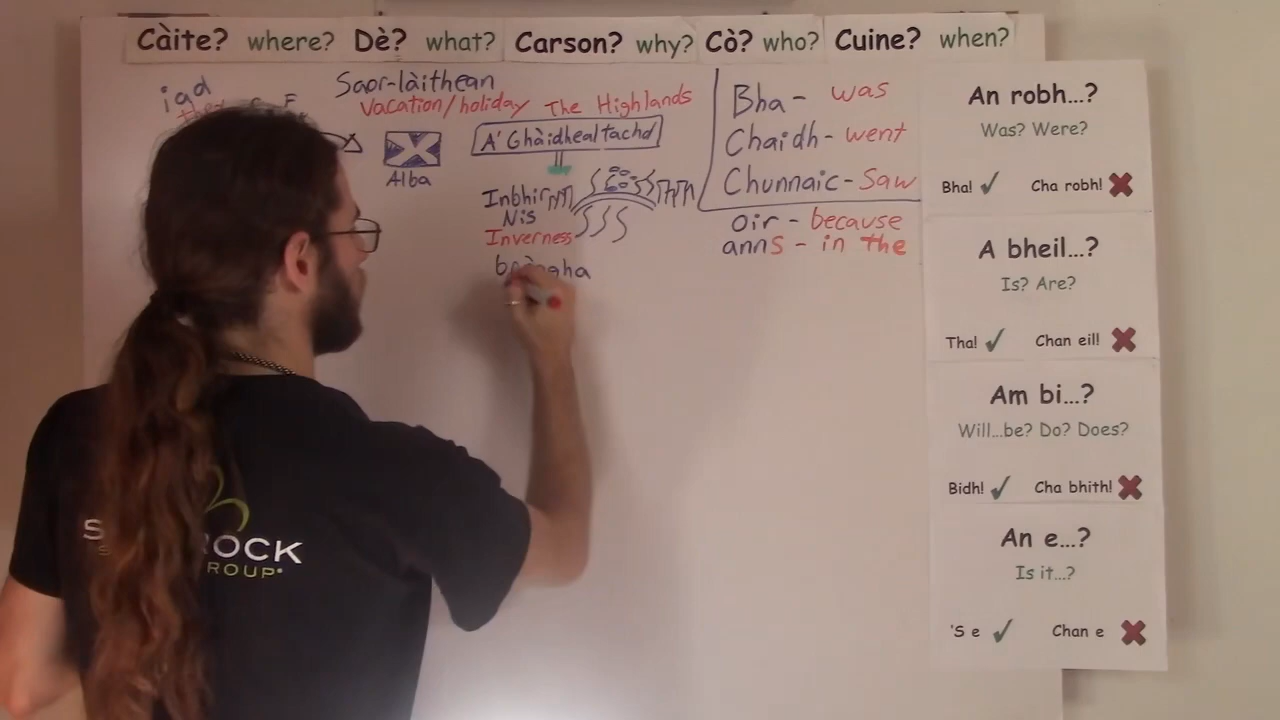 Càite? where? Dè? what? Carson? why? Cò? who? Cuine? when?
iad
they
Saor-làithean
Vacation/holiday The Highlands
A' Ghàidhealtachd
Alba
Inbhir
Nis
Inverness
Bha - was
Chaidh - went
Chunnaic - Saw
oir - because
anns - in the
An robh...?
Was? Were?
Bha! Cha robh!
A bheil...?
Is? Are?
Tha! Chan eil!
Am bi...?
Will...be? Do? Does?
Bidh! Cha bhith!
An e...?
Is it...?
'S e Chan e